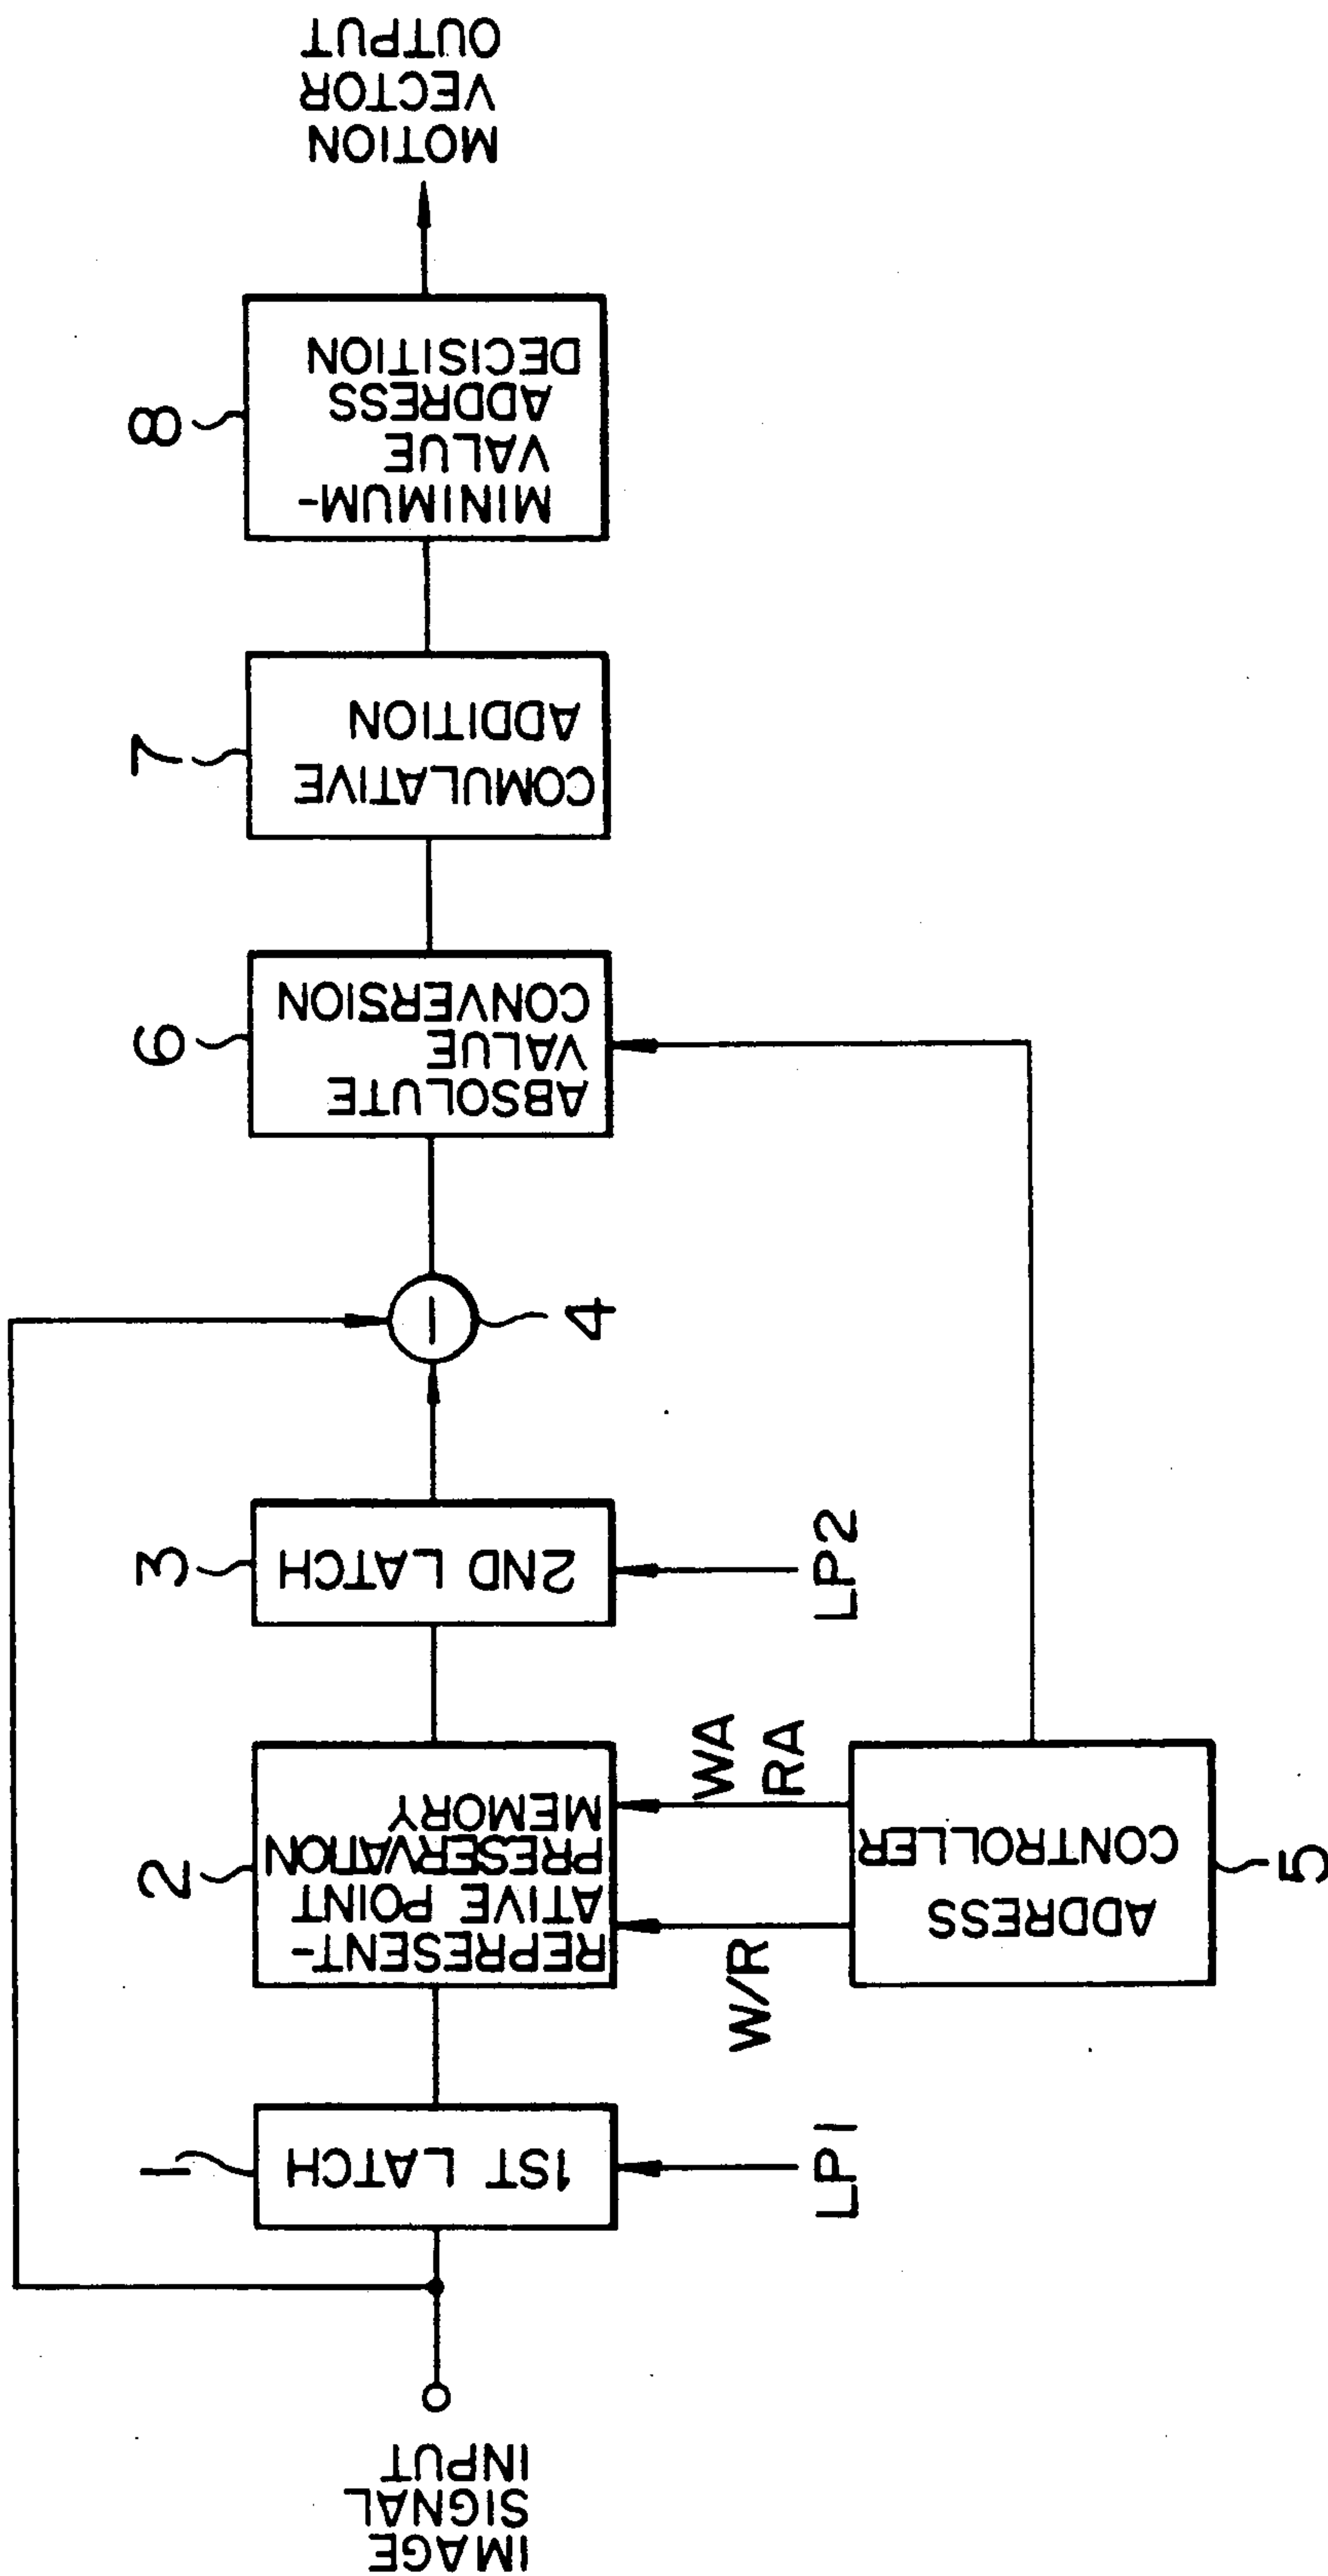 IMAGE
SIGNAL
INPUT
1
1ST LATCH
LP1
2
REPRESENT-
ATIVE POINT
PRESERVATION
MEMORY
W/R
WA
RA
ADDRESS
CONTROLLER
5
3
2ND LATCH
LP2
4
6
ABSOLUTE
VALUE
CONVERSION
7
COMULATIVE
ADDITION
8
MINIMUM-
VALUE
ADDRESS
DECISITION
MOTION
VECTOR
OUTPUT